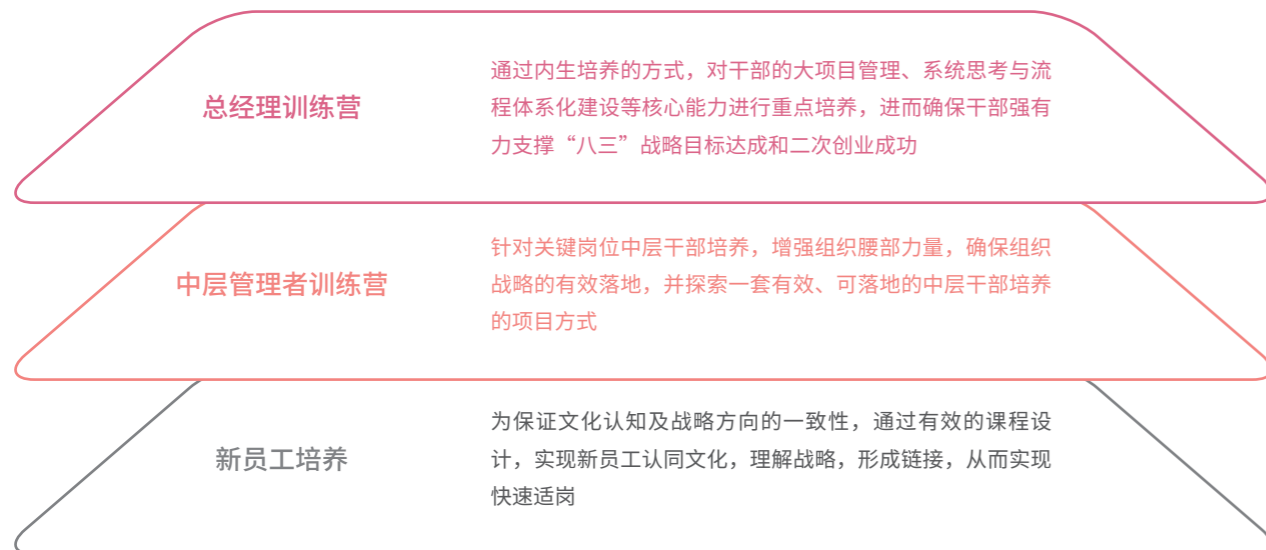 总经理训练营
通过内生培养的方式，对干部的大项目管理、系统思考与流
程体系化建设等核心能力进行重点培养，进而确保干部强有
力支撑“八三”战略目标达成和二次创业成功
中层管理者训练营
针对关键岗位中层干部培养，增强组织腰部力量，确保组织
战略的有效落地，并探索一套有效、可落地的中层干部培养
的项目方式
新员工培养
为保证文化认知及战略方向的一致性，通过有效的课程设
计，实现新员工认同文化，理解战略，形成链接，从而实现
快速适岗